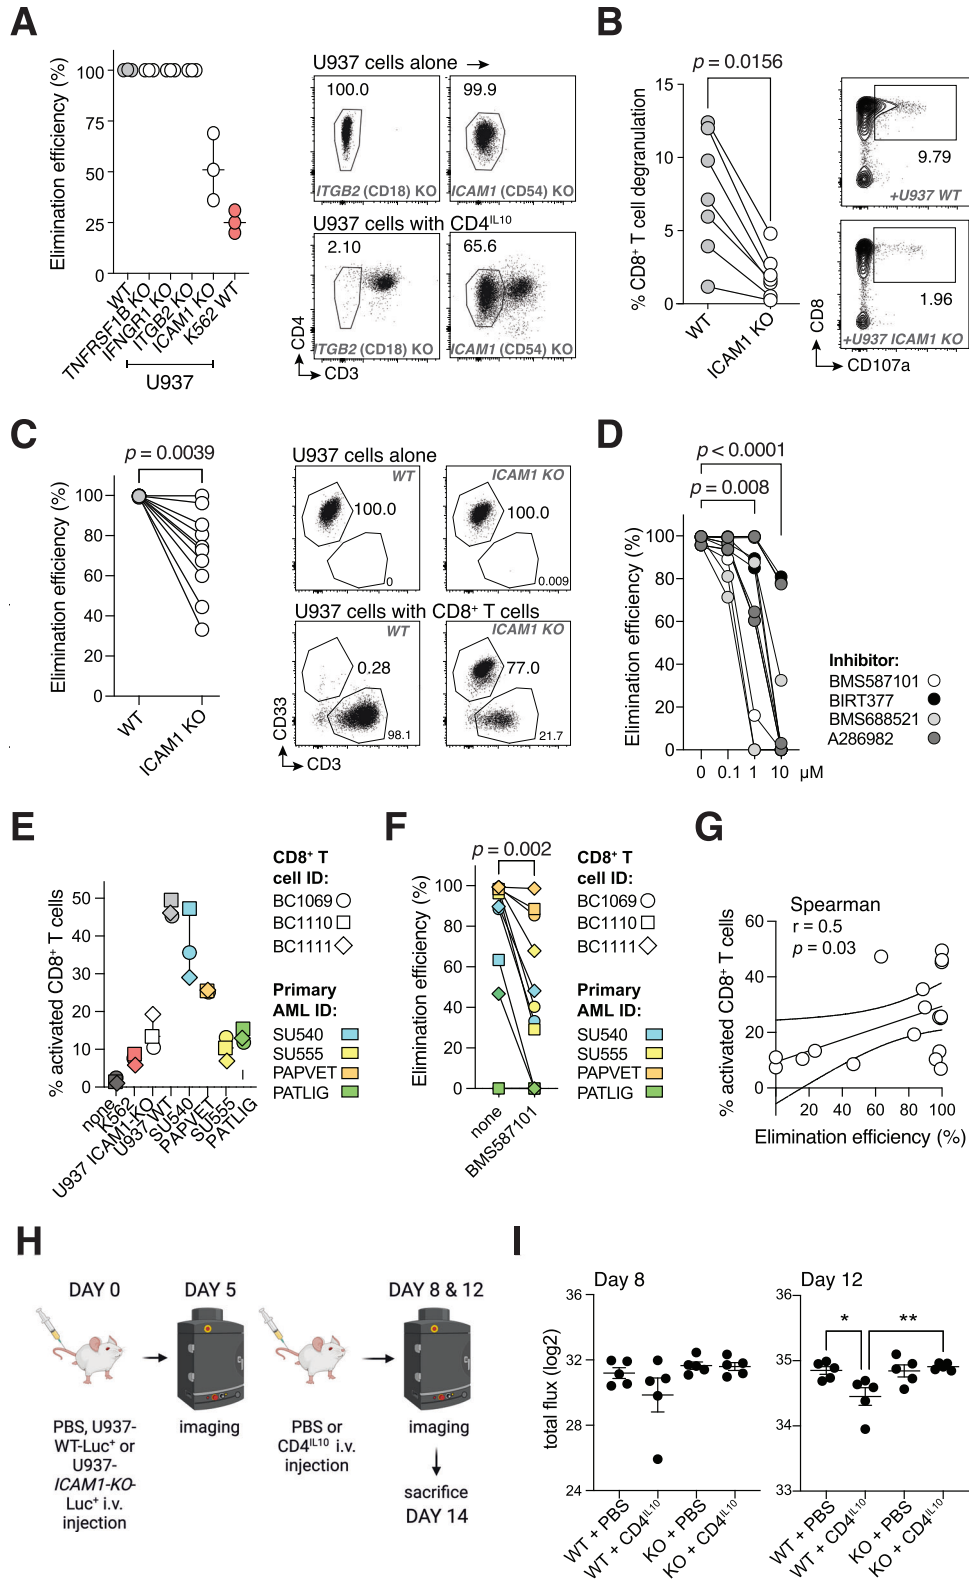 A
Elimination efficiency (%)
100
75
50
25
0
WT
TNFRSF1B KO
IFNGR1 KO
ITGB2 KO
ICAM1 KO
K562 WT
U937
U937 cells alone
100.0
ITGB2 (CD18) KO
99.9
ICAM1 (CD54) KO
U937 cells with CD4IL10
2.10
ITGB2 (CD18) KO
65.6
ICAM1 (CD54) KO
CD4
CD3
B
p = 0.0156
% CD8+ T cell degranulation
15
10
5
0
WT
ICAM1 KO
9.79
+U937 WT
1.96
+U937 ICAM1 KO
CD8
CD107a
C
p = 0.0039
Elimination efficiency (%)
100
80
60
40
20
0
WT
ICAM1 KO
U937 cells alone
WT
100.0
0
ICAM1 KO
100.0
0.009
U937 cells with CD8+ T cells
WT
0.28
98.1
ICAM1 KO
77.0
21.7
CD33
CD3
D
p < 0.0001
p = 0.008
Elimination efficiency (%)
100
80
60
40
20
0
0 0.1 1 10 µM
Inhibitor:
BMS587101
BIRT377
BMS688521
A286982
E
% activated CD8+ T cells
50
40
30
20
10
0
none
K562
U937 ICAM1-KO
U937 WT
SU540
PAPVET
SU555
PATLIG
CD8+ T
cell ID:
BC1069
BC1110
BC1111
Primary
AML ID:
SU540
SU555
PAPVET
PATLIG
F
p = 0.002
Elimination efficiency (%)
100
80
60
40
20
0
none
BMS587101
CD8+ T
cell ID:
BC1069
BC1110
BC1111
Primary
AML ID:
SU540
SU555
PAPVET
PATLIG
G
Spearman
r = 0.5
p = 0.03
% activated CD8+ T cells
60
40
20
0
20 40 60 80 100
Elimination efficiency (%)
H
DAY 0
PBS, U937-
WT-Luc+ or
U937-
ICAM1-KO-
Luc+ i.v.
injection
DAY 5
imaging
PBS or
CD4IL10 i.v.
injection
DAY 8 & 12
imaging
sacrifice
DAY 14
I
Day 8
total flux (log2)
36
32
28
24
WT + PBS
WT + CD4IL10
KO + PBS
KO + CD4IL10
Day 12
36
35
34
33
*
**
WT + PBS
WT + CD4IL10
KO + PBS
KO + CD4IL10